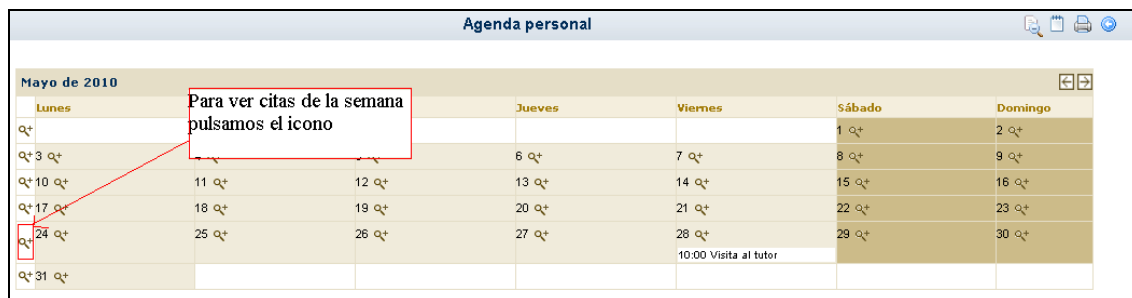 Agenda personal
Mayo de 2010
Lunes Jueves Viernes Sábado Domingo
Para ver citas de la semana
pulsamos el icono
1 2
3 6 7 8 9
10 11 12 13 14 15 16
17 18 19 20 21 22 23
24 25 26 27 28 29 30
10:00 Visita al tutor
31